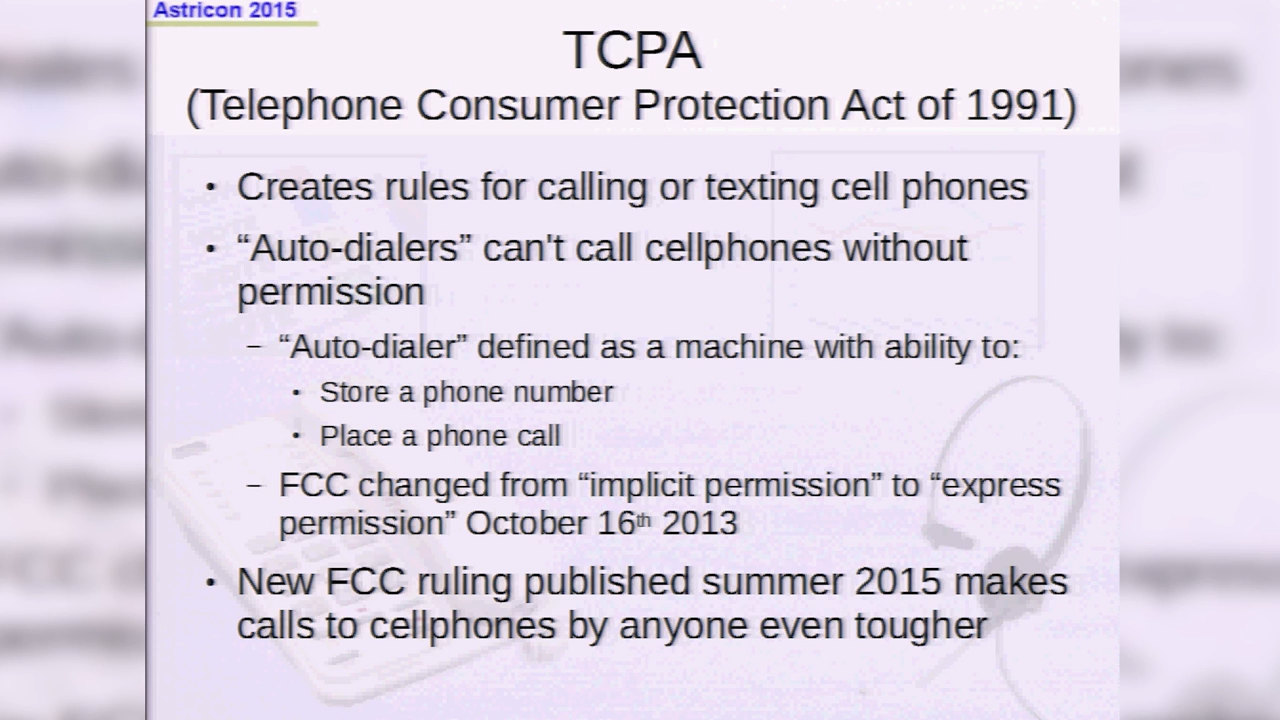 Astricon 2015
TCPA
(Telephone Consumer Protection Act of 1991)
• Creates rules for calling or texting cell phones
• “Auto-dialers” can't call cellphones without
permission
– “Auto-dialer” defined as a machine with ability to:
• Store a phone number
• Place a phone call
– FCC changed from “implicit permission” to “express
permission” October 16th 2013
• New FCC ruling published summer 2015 makes
calls to cellphones by anyone even tougher